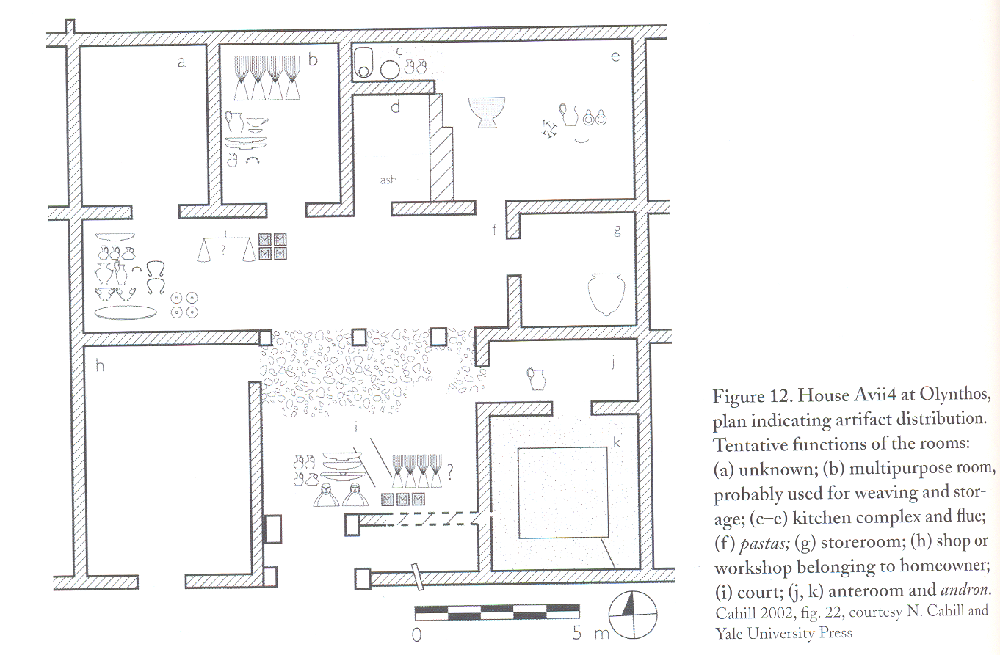 a
b
c
e
d
ash
f
g
?
M M
M M
h
j
i
k
?
M M M
0 5 m
Figure 12. House Avii4 at Olynthos,
plan indicating artifact distribution.
Tentative functions of the rooms:
(a) unknown; (b) multipurpose room,
probably used for weaving and stor-
age; (c–e) kitchen complex and flue;
(f) pastas; (g) storeroom; (h) shop or
workshop belonging to homeowner;
(i) court; (j, k) anteroom and andron.
Cahill 2002, fig. 22, courtesy N. Cahill and
Yale University Press